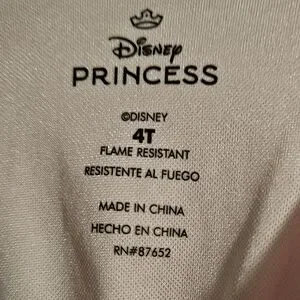 Disney
PRINCESS
©DISNEY
4T
FLAME RESISTANT
RESISTENTE AL FUEGO
MADE IN CHINA
HECHO EN CHINA
RN#87652